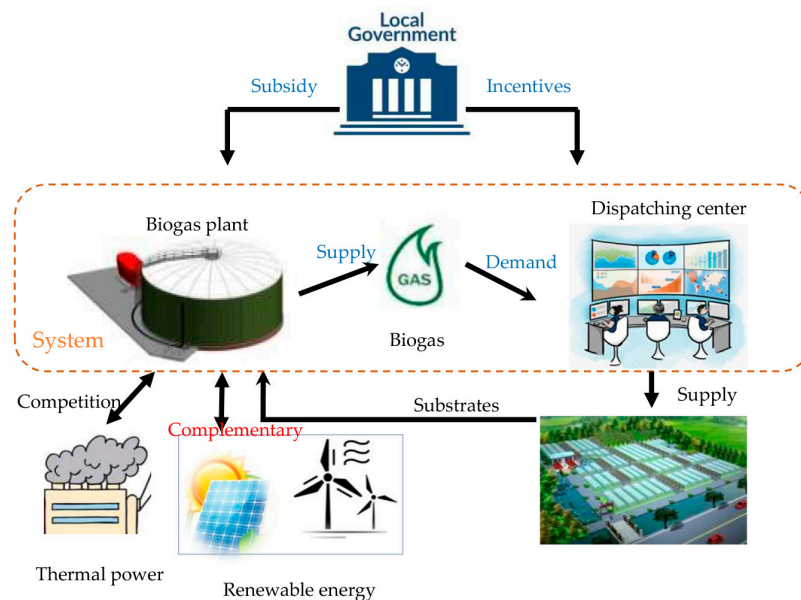 Local
Government
Subsidy
Incentives
Biogas plant
Dispatching center
Supply
GAS
Demand
Biogas
System
Competition
Substrates
Supply
Complementary
Thermal power
Renewable energy